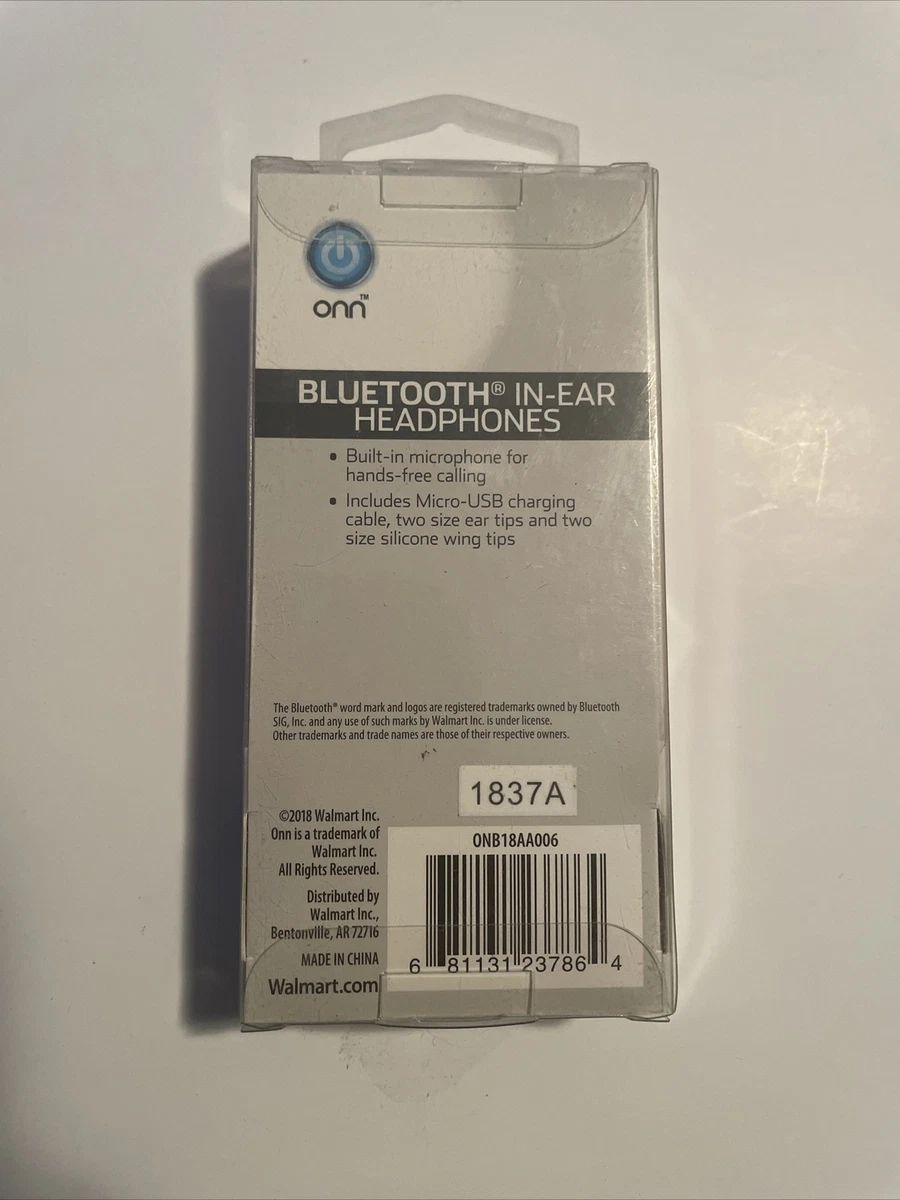 onn™
BLUETOOTH® IN-EAR
HEADPHONES
• Built-in microphone for
hands-free calling
• Includes Micro-USB charging
cable, two size ear tips and two
size silicone wing tips
The Bluetooth® word mark and logos are registered trademarks owned by Bluetooth
SIG, Inc. and any use of such marks by Walmart Inc. is under license.
Other trademarks and trade names are those of their respective owners.
1837A
©2018 Walmart Inc.
Onn is a trademark of
Walmart Inc.
All Rights Reserved.
Distributed by
Walmart Inc.,
Bentonville, AR 72716
MADE IN CHINA
Walmart.com
ONB18AA006
6 81131 23786 4